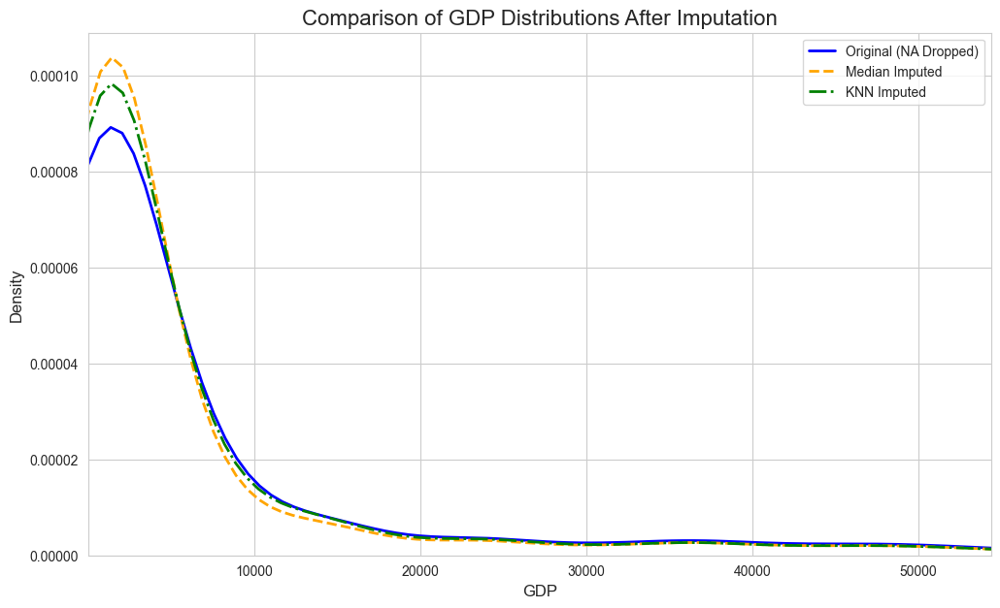 Comparison of GDP Distributions After Imputation
Original (NA Dropped)
Median Imputed
KNN Imputed
Density
0.00010
0.00008
0.00006
0.00004
0.00002
0.00000
10000
20000
30000
40000
50000
GDP